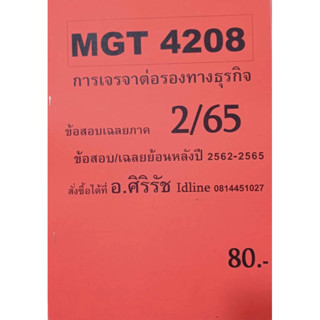 MGT 4208
การเจรจาต่อรองทางธุรกิจ
ข้อสอบเฉลยภาค 2/65
ข้อสอบ/เฉลยย้อนหลังปี 2562-2565
สั่งซื้อได้ที่ อ.ศิริรัช Idline 0814451027
80.-